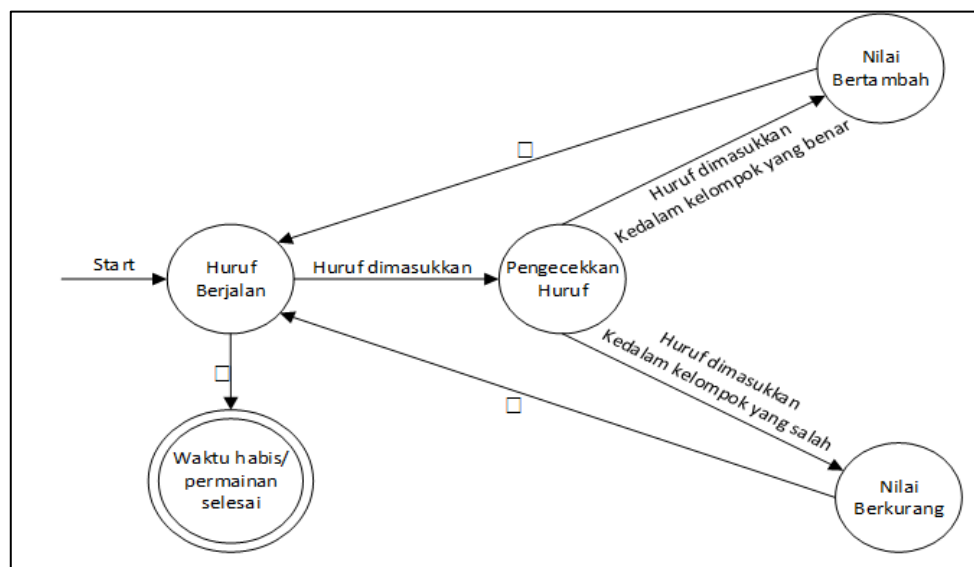 Nilai
Bertambah
□
Huruf dimasukkan
Kedalam kelompok yang benar
Start
Huruf
Berjalan
Huruf dimasukkan
Pengecekkan
Huruf
□
□
Huruf dimasukkan
Kedalam kelompok yang salah
Waktu habis/
permainan
selesai
Nilai
Berkurang